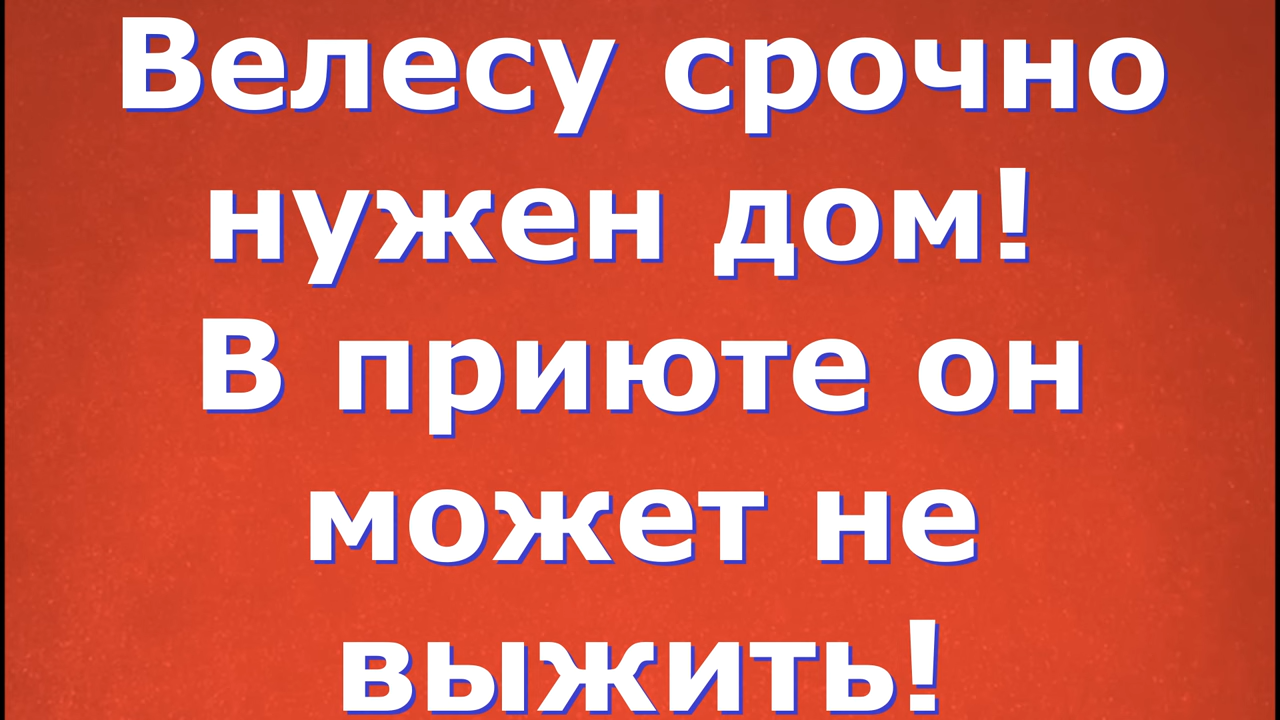 Велесу срочно
нужен дом!
В приюте он
может не
выжить!